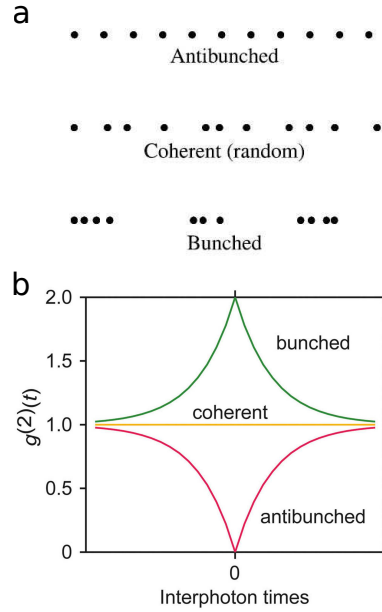 a
Antibunched
Coherent (random)
Bunched
b
2.0
bunched
1.5
coherent
1.0
g(2)(t)
0.5
antibunched
0
0
Interphoton times